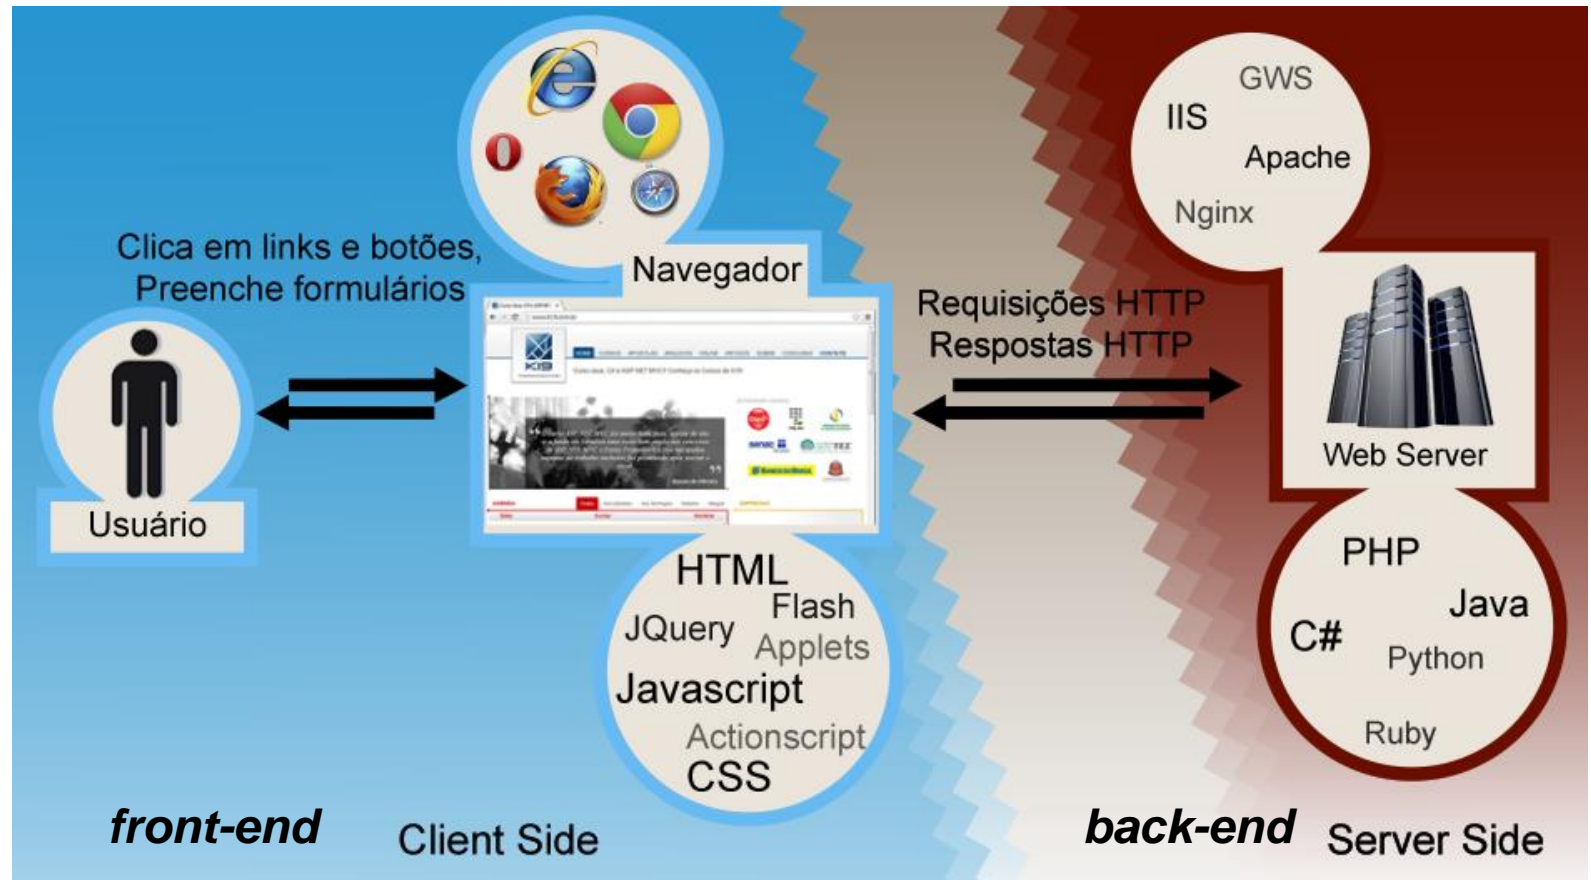 GWS
IIS
Apache
Nginx
Clica em links e botões,
Preenche formulários
Navegador
Requisições HTTP
Respostas HTTP
K19
Usuário
Web Server
HTML
Flash
JQuery
Applets
Javascript
Actionscript
CSS
PHP
Java
C#
Python
Ruby
front-end
Client Side
back-end
Server Side